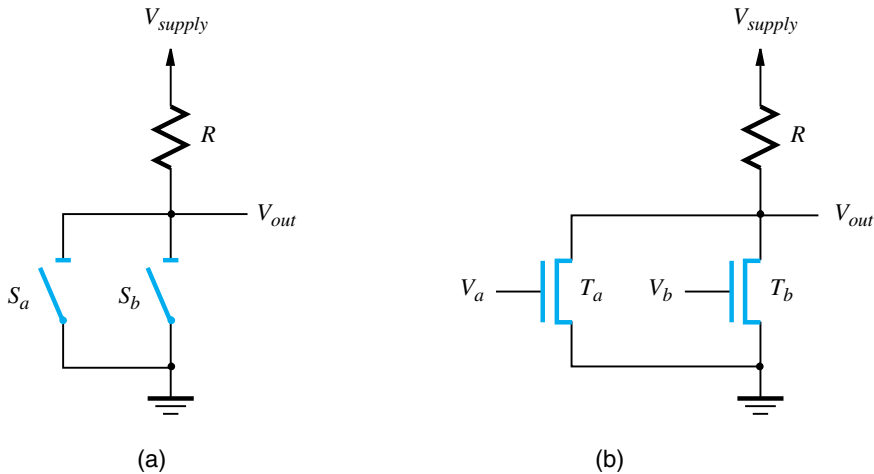 V_supply
V_supply
R
R
V_out
V_out
S_a
S_b
V_a
T_a
V_b
T_b
(a)
(b)